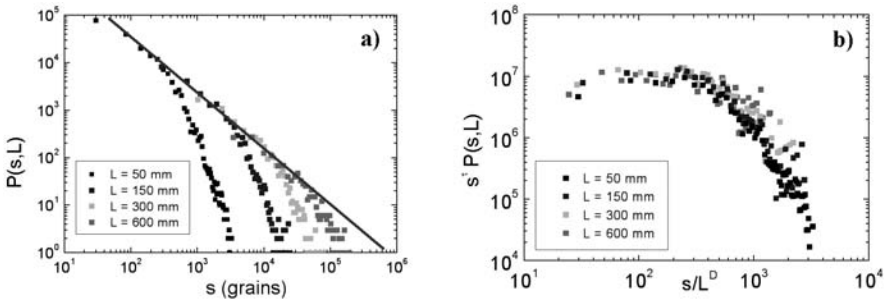 a)
P(s,L)
10^5
10^4
10^3
10^2
10^1
10^0
L = 50 mm
L = 150 mm
L = 300 mm
L = 600 mm
10^1 10^2 10^3 10^4 10^5 10^6
s (grains)
b)
s^τ P(s,L)
10^8
10^7
10^6
10^5
10^4
L = 50 mm
L = 150 mm
L = 300 mm
L = 600 mm
10^1 10^2 10^3 10^4
s/L^D